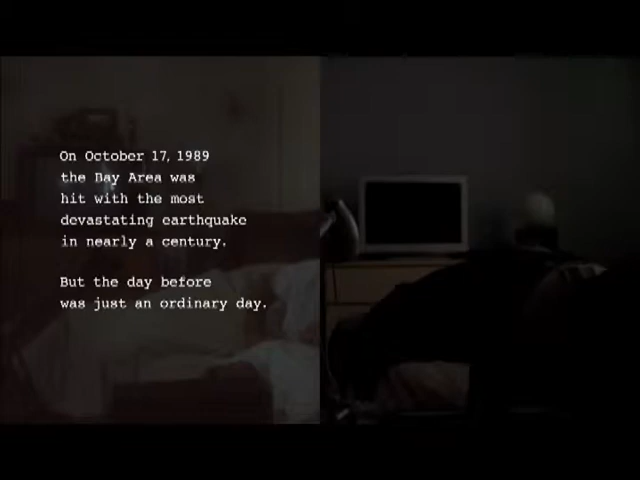 On October 17, 1989
the Bay Area was
hit with the most
devastating earthquake
in nearly a century.
But the day before
was just an ordinary day.